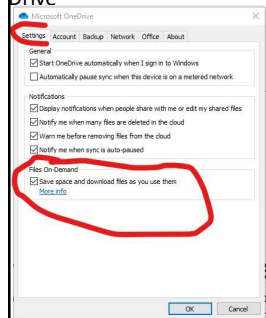 Drive
Microsoft OneDrive
Settings Account Backup Network Office About
General
Start OneDrive automatically when I sign in to Windows
Automatically pause sync when this device is on a metered network
Notifications
Display notifications when people share with me or edit my shared files
Notify me when many files are deleted in the cloud
Warn me before removing files from the cloud
Notify me when sync is auto-paused
Files On-Demand
Save space and download files as you use them
More info
OK Cancel